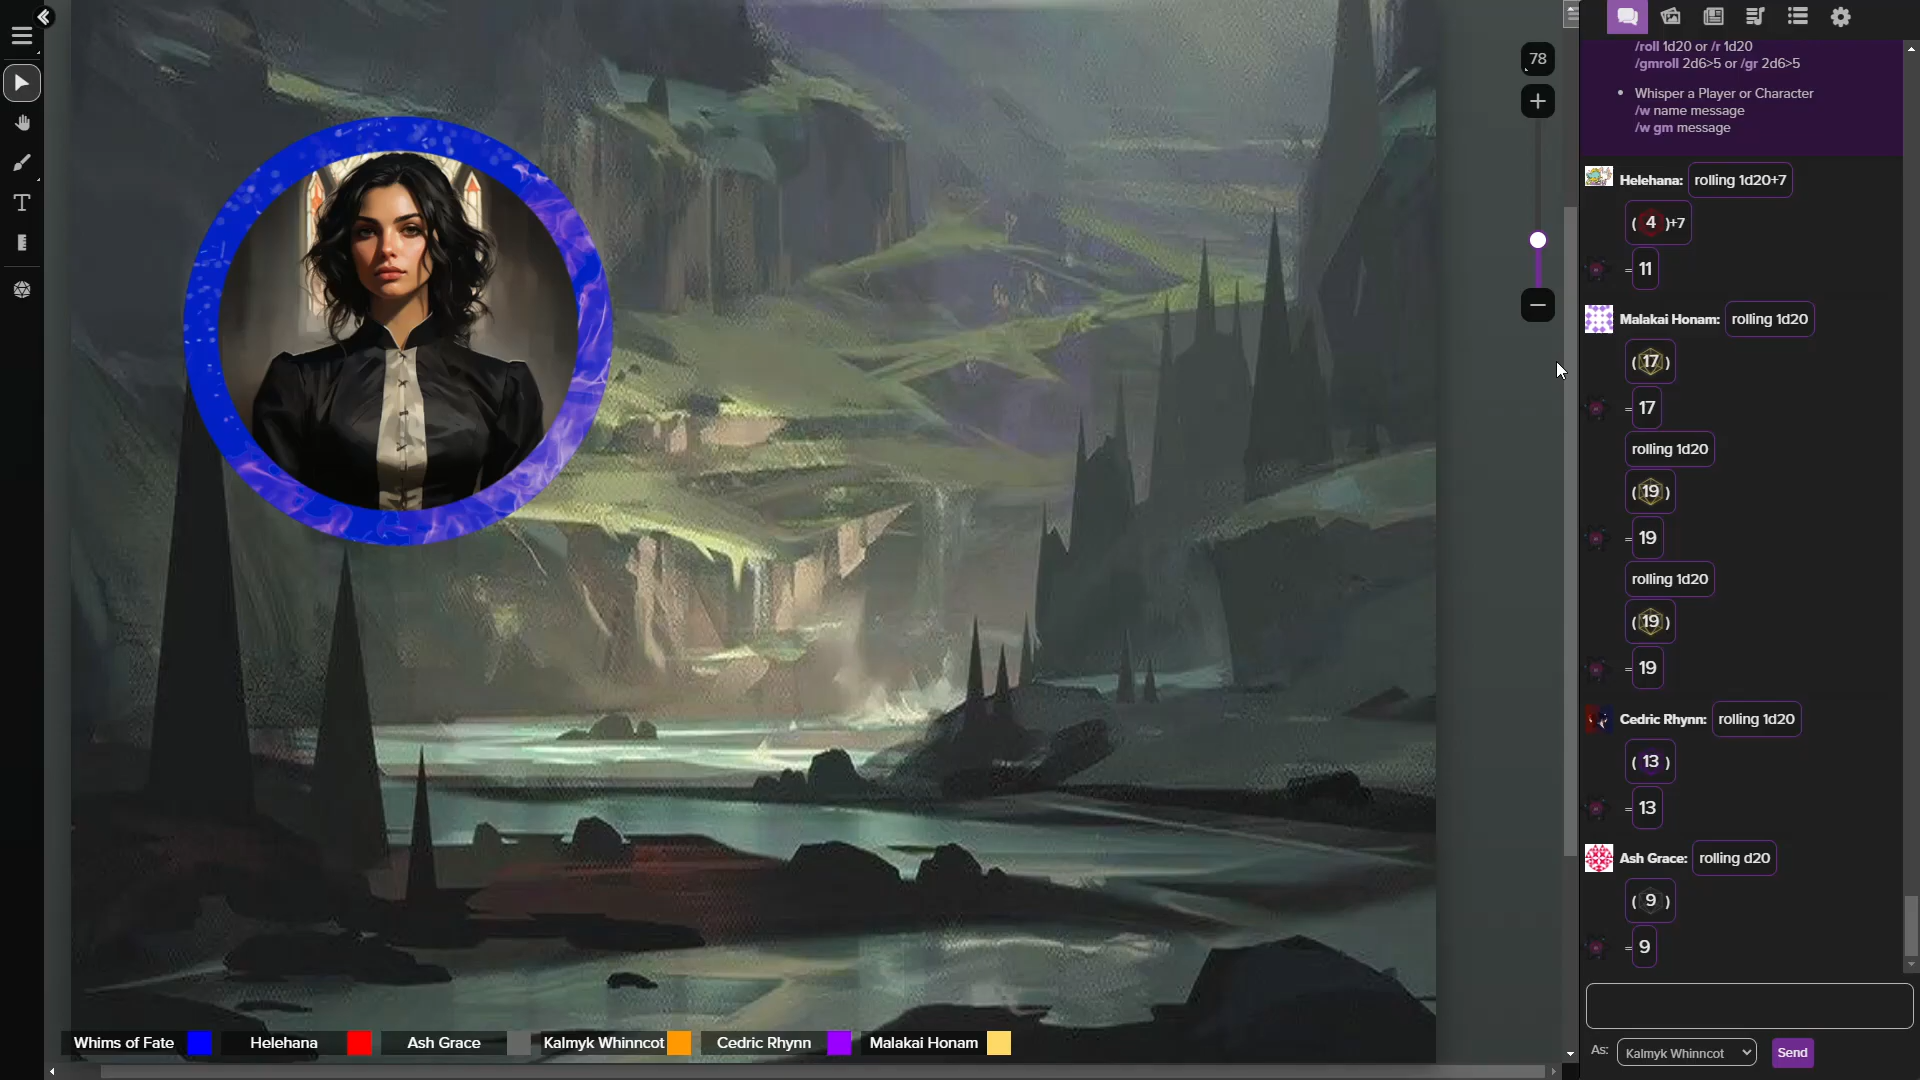 78
/roll 1d20 or /r 1d20
/gmroll 2d6>5 or /gr 2d6>5
• Whisper a Player or Character
/w name message
/w gm message
Helehana: rolling 1d20+7
( 4 )+7
= 11
Malakai Honam: rolling 1d20
( 17 )
= 17
rolling 1d20
( 19 )
= 19
rolling 1d20
( 19 )
= 19
Cedric Rhynn: rolling 1d20
( 13 )
= 13
Ash Grace: rolling d20
( 9 )
= 9
Whims of Fate Helehana Ash Grace Kalmyk Whinncot Cedric Rhynn Malakai Honam
As: Kalmyk Whinncot Send